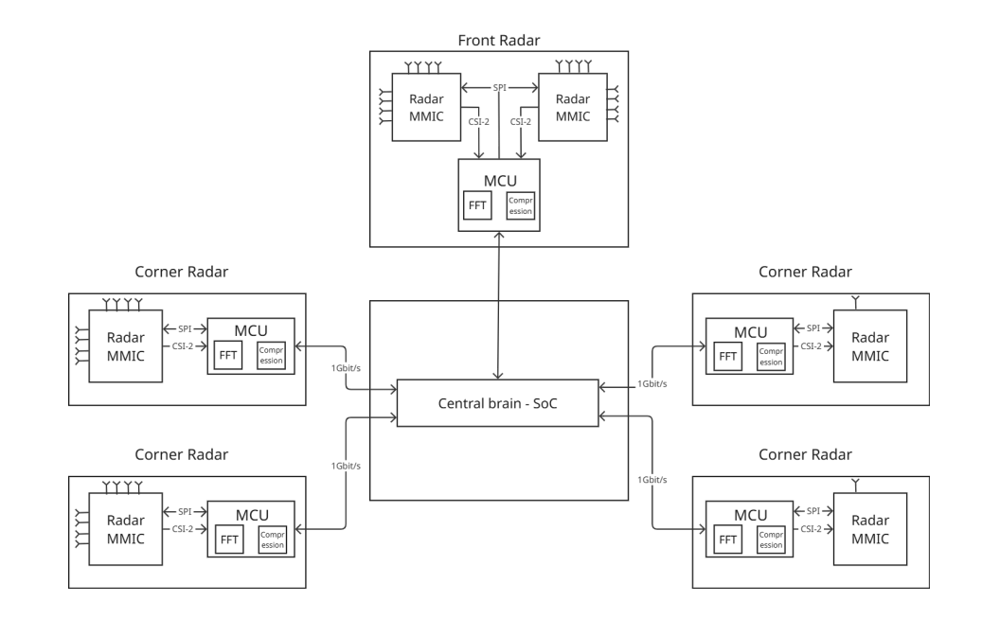 Front Radar
Radar
MMIC
SPI
Radar
MMIC
CSI-2
CSI-2
MCU
FFT
Compr
ession
Corner Radar
Radar
MMIC
SPI
CSI-2
MCU
FFT
Compr
ession
1Gbit/s
Corner Radar
MCU
FFT
Compr
ession
SPI
CSI-2
Radar
MMIC
1Gbit/s
Central brain - SoC
Corner Radar
Radar
MMIC
SPI
CSI-2
MCU
FFT
Compr
ession
1Gbit/s
Corner Radar
MCU
FFT
Compr
ession
SPI
CSI-2
Radar
MMIC
1Gbit/s